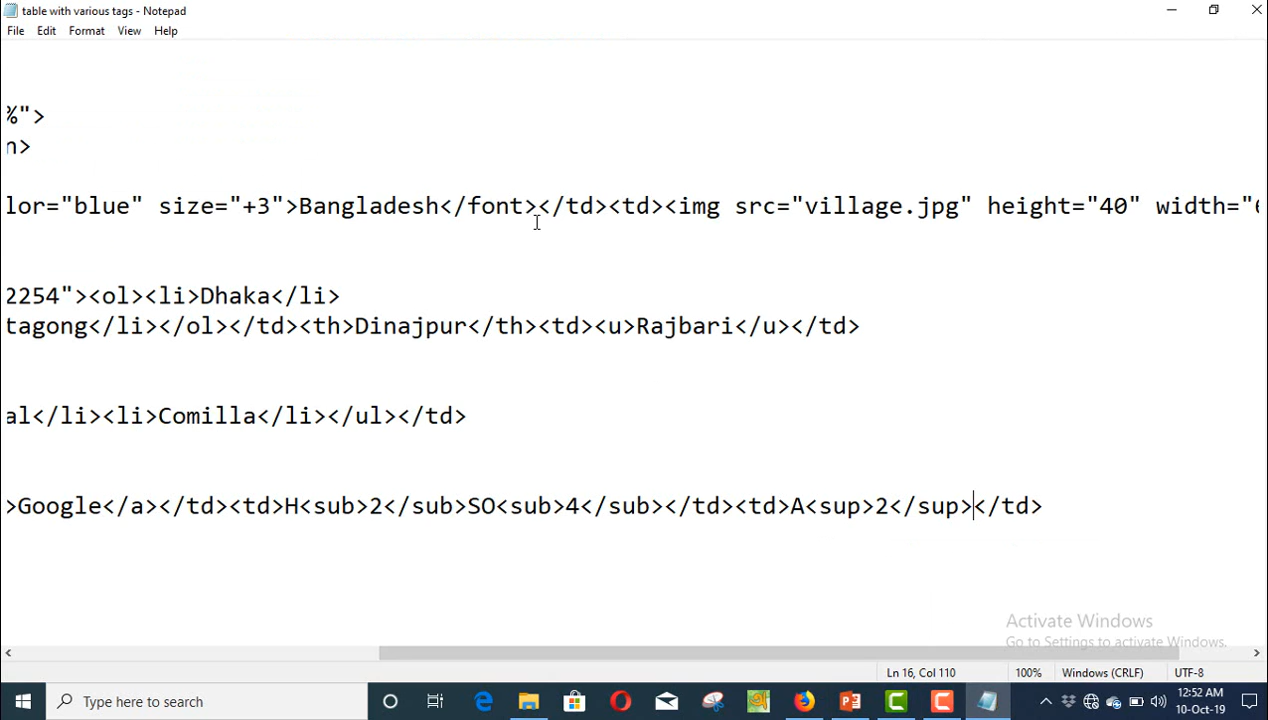 table with various tags - Notepad
File Edit Format View Help
%">
n>
lor="blue" size="+3">Bangladesh</font></td><td><img src="village.jpg" height="40" width="6
2254"><ol><li>Dhaka</li>
tagong</li></ol></td><th>Dinajpur</th><td><u>Rajbari</u></td>
al</li><li>Comilla</li></ul></td>
>Google</a></td><td>H<sub>2</sub>SO<sub>4</sub></td><td>A<sup>2</sup></td>
Activate Windows
Go to Settings to activate Windows.
Ln 16, Col 110 100% Windows (CRLF) UTF-8
Type here to search
12:52 AM
10-Oct-19